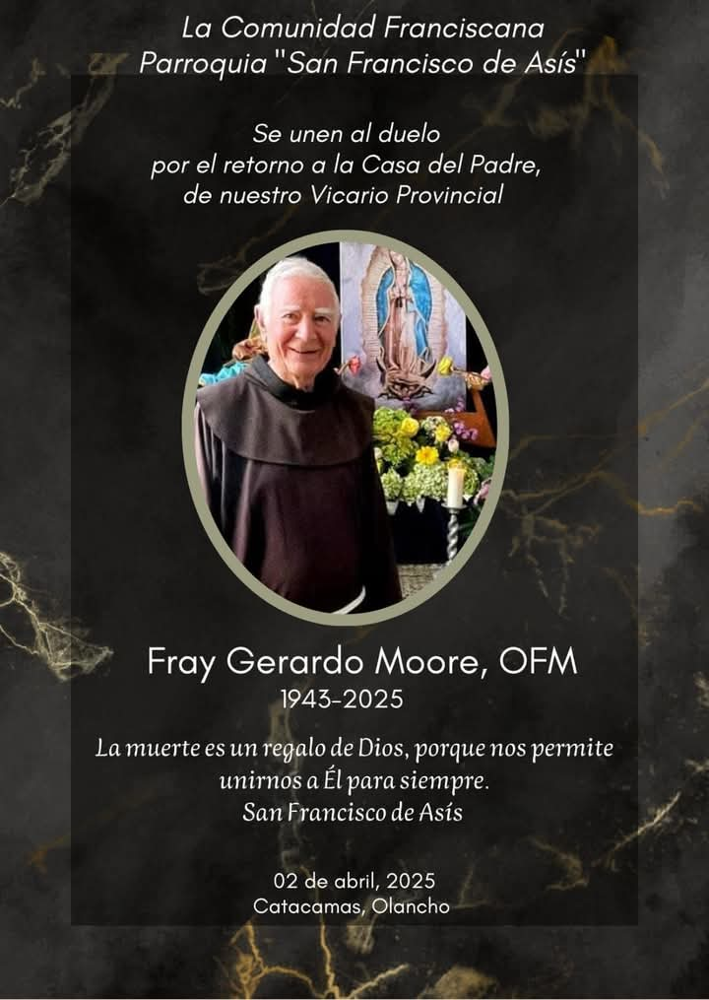 La Comunidad Franciscana
Parroquia "San Francisco de Asís"
Se unen al duelo
por el retorno a la Casa del Padre,
de nuestro Vicario Provincial
Fray Gerardo Moore, OFM
1943-2025
La muerte es un regalo de Dios, porque nos permite
unirnos a Él para siempre.
San Francisco de Asís
02 de abril, 2025
Catacamas, Olancho